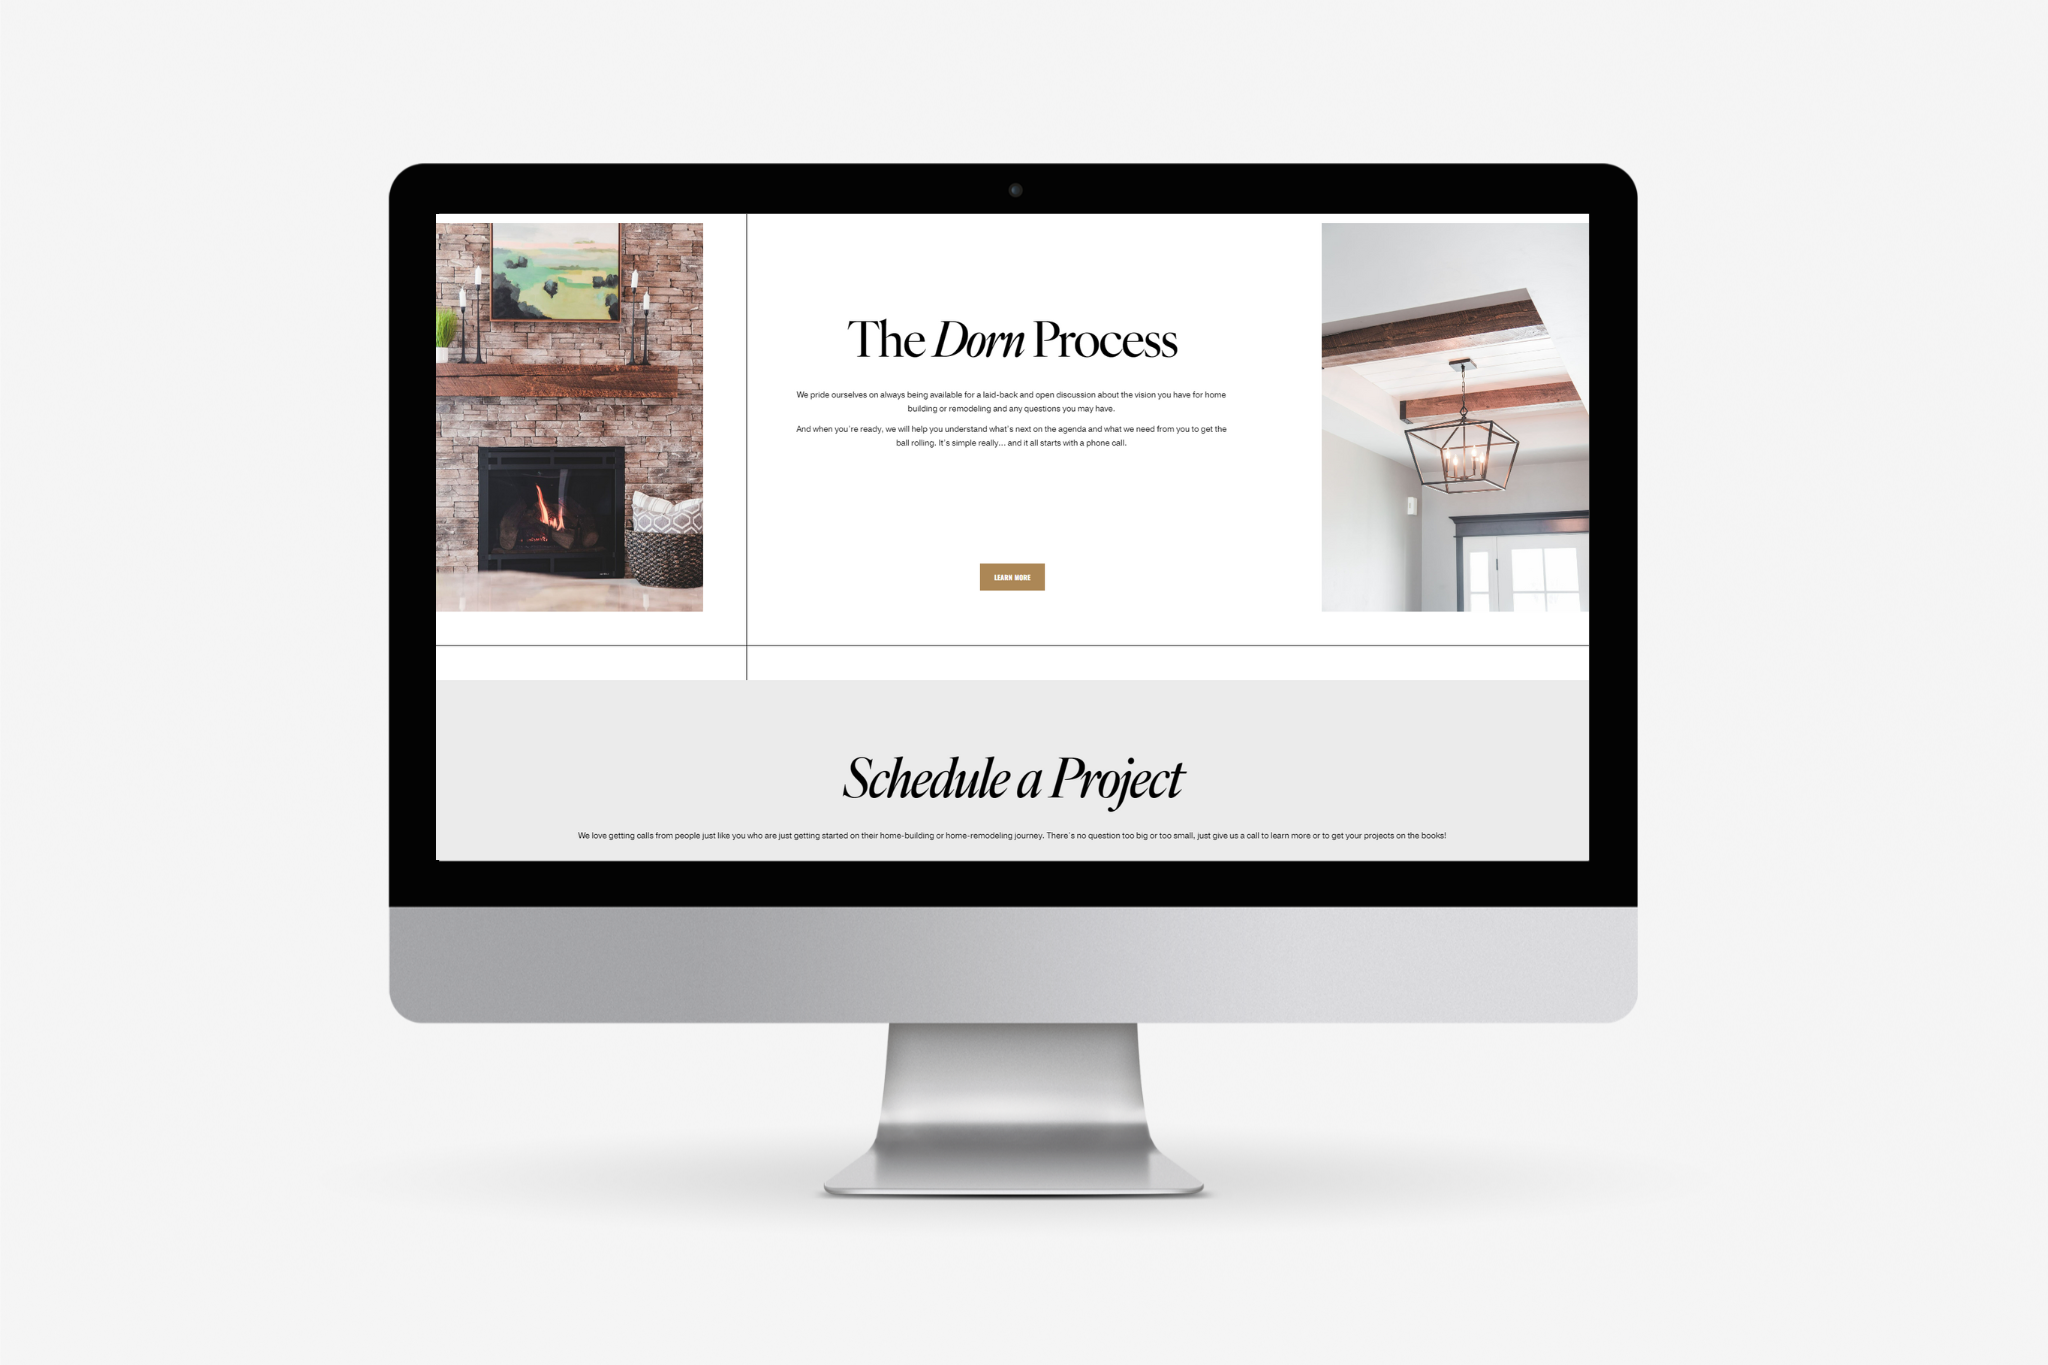 The Dorn Process
We pride ourselves on always being available for a laid-back and open discussion about the vision you have for home
building or remodeling and any questions you may have.
And when you're ready, we will help you understand what's next on the agenda and what we need from you to get the
ball rolling. It's simple really... and it all starts with a phone call.
LEARN MORE
Schedule a Project
We love getting calls from people just like you who are just getting started on their home-building or home-remodeling journey. There's no question too big or too small, just give us a call to learn more or to get your projects on the books!